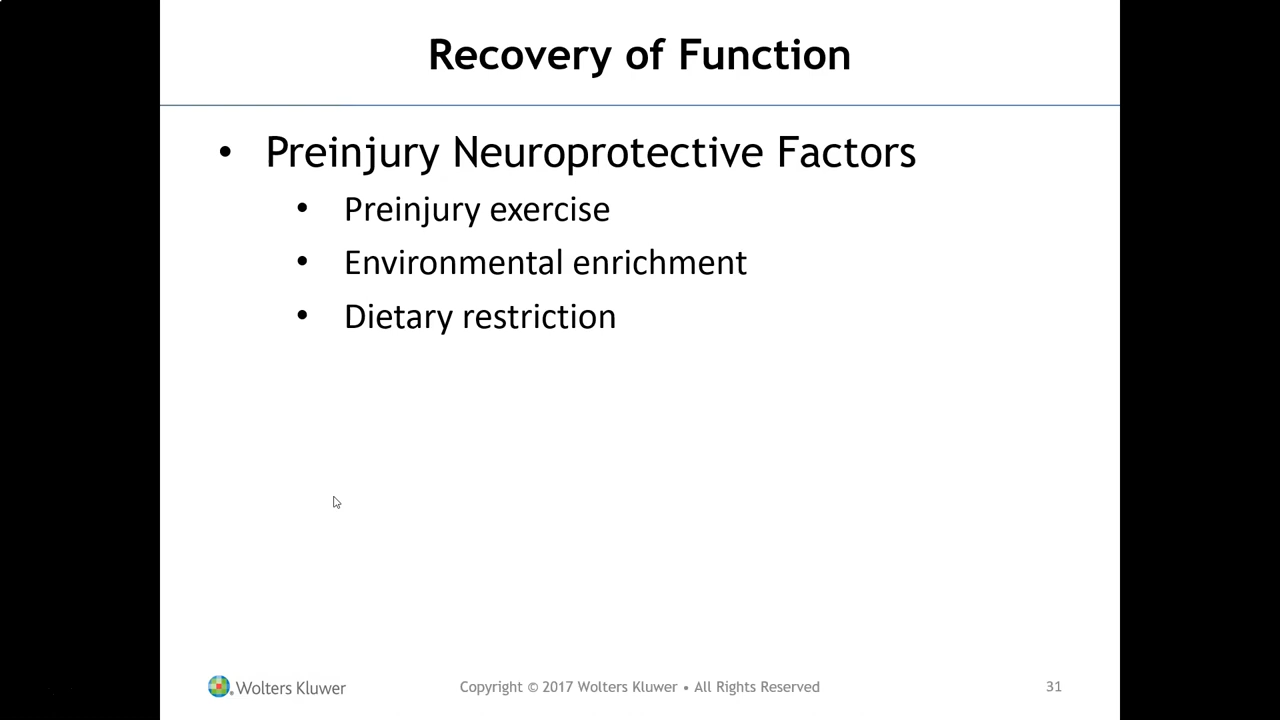 Recovery of Function
• Preinjury Neuroprotective Factors
• Preinjury exercise
• Environmental enrichment
• Dietary restriction
Wolters Kluwer Copyright © 2017 Wolters Kluwer • All Rights Reserved 31